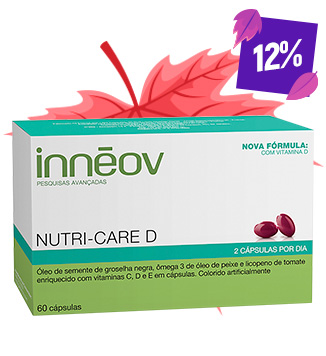 12%
innéov
PESQUISAS AVANÇADAS
NOVA FÓRMULA:
COM VITAMINA D
NUTRI-CARE D
2 CÁPSULAS POR DIA
Óleo de semente de groselha negra, ômega 3 de óleo de peixe e licopeno de tomate
enriquecido com vitaminas C, D e E em cápsulas. Colorido artificialmente
60 cápsulas